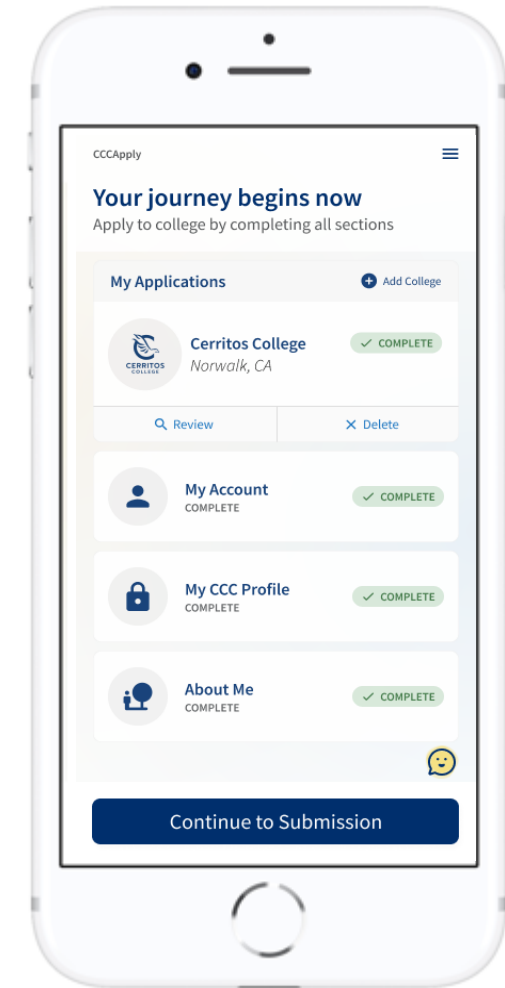 CCCApply
Your journey begins now
Apply to college by completing all sections
My Applications
Add College
CERRITOS
COLLEGE
Cerritos College
COMPLETE
Norwalk, CA
Review
Delete
My Account
COMPLETE
COMPLETE
My CCC Profile
COMPLETE
COMPLETE
About Me
COMPLETE
COMPLETE
Continue to Submission